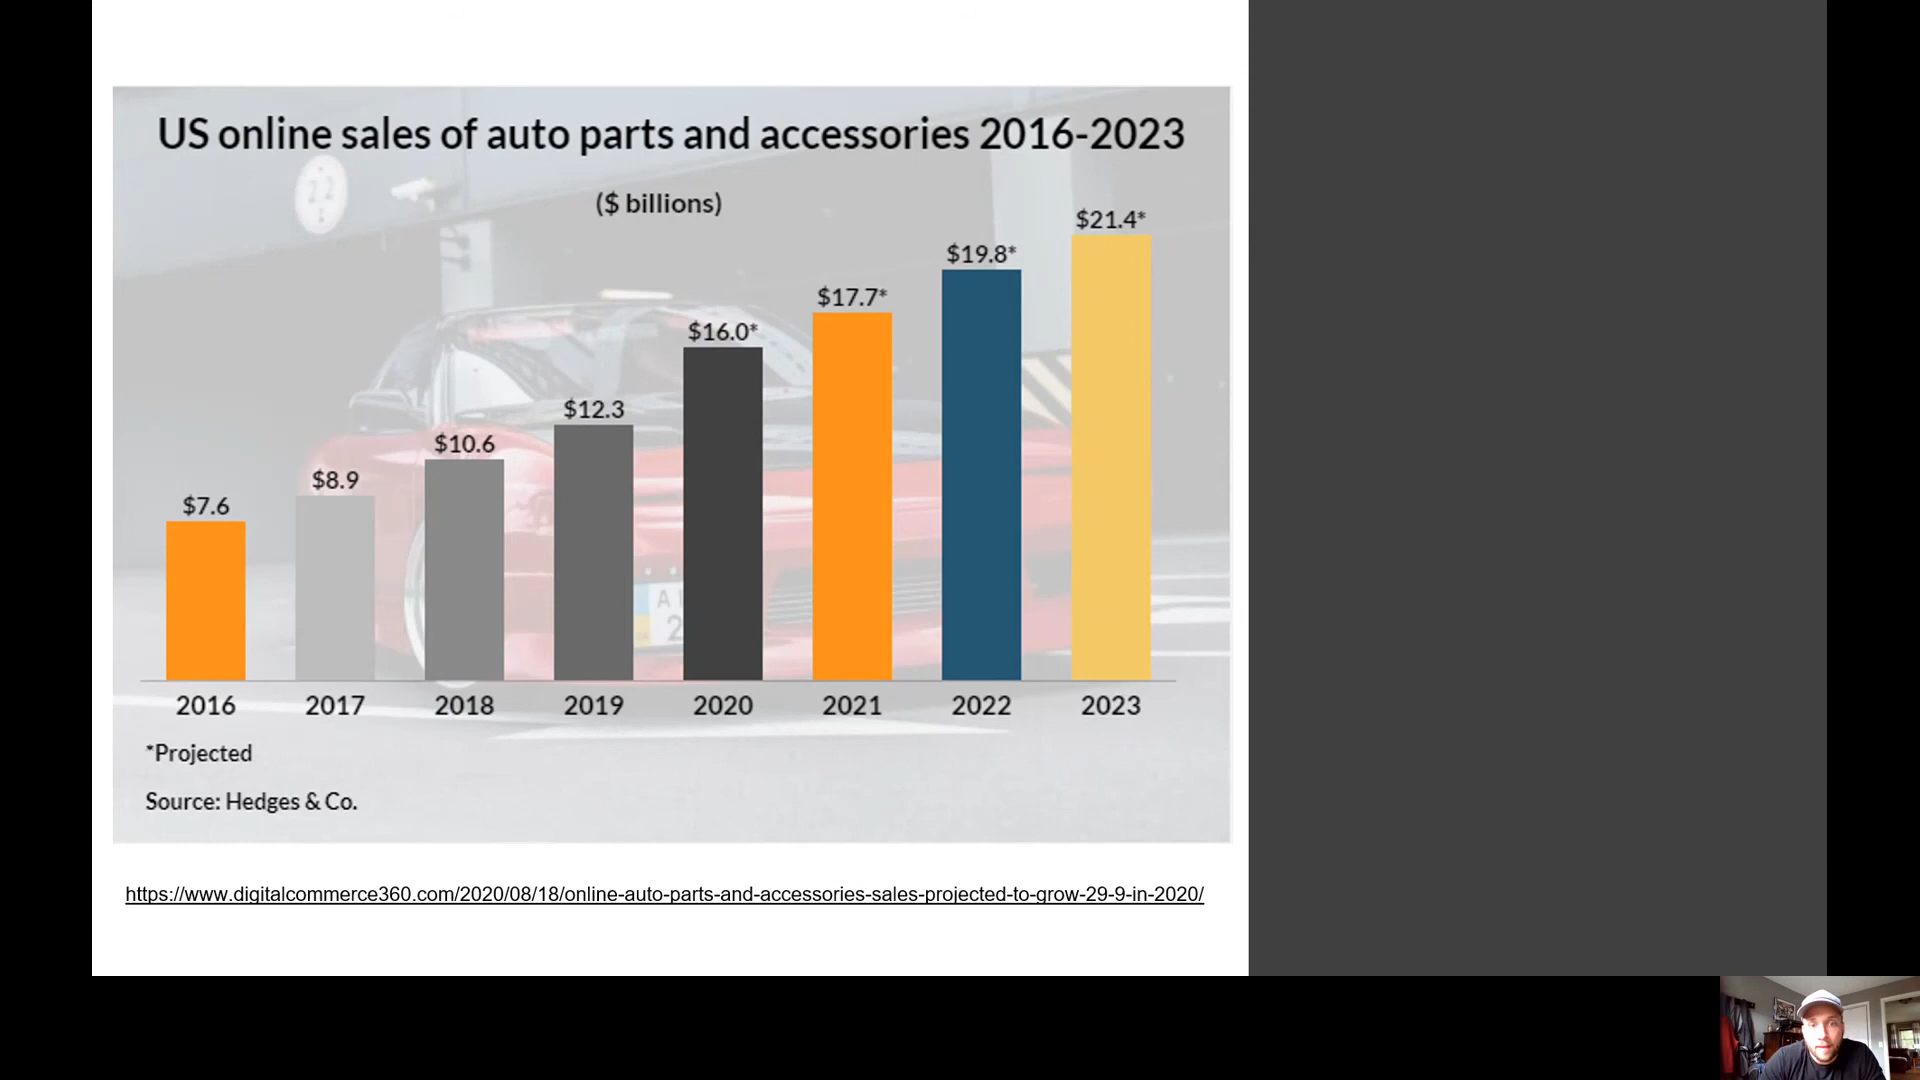 US online sales of auto parts and accessories 2016-2023
($ billions)
$7.6
$8.9
$10.6
$12.3
$16.0*
$17.7*
$19.8*
$21.4*
2016 2017 2018 2019 2020 2021 2022 2023
*Projected
Source: Hedges & Co.
https://www.digitalcommerce360.com/2020/08/18/online-auto-parts-and-accessories-sales-projected-to-grow-29-9-in-2020/